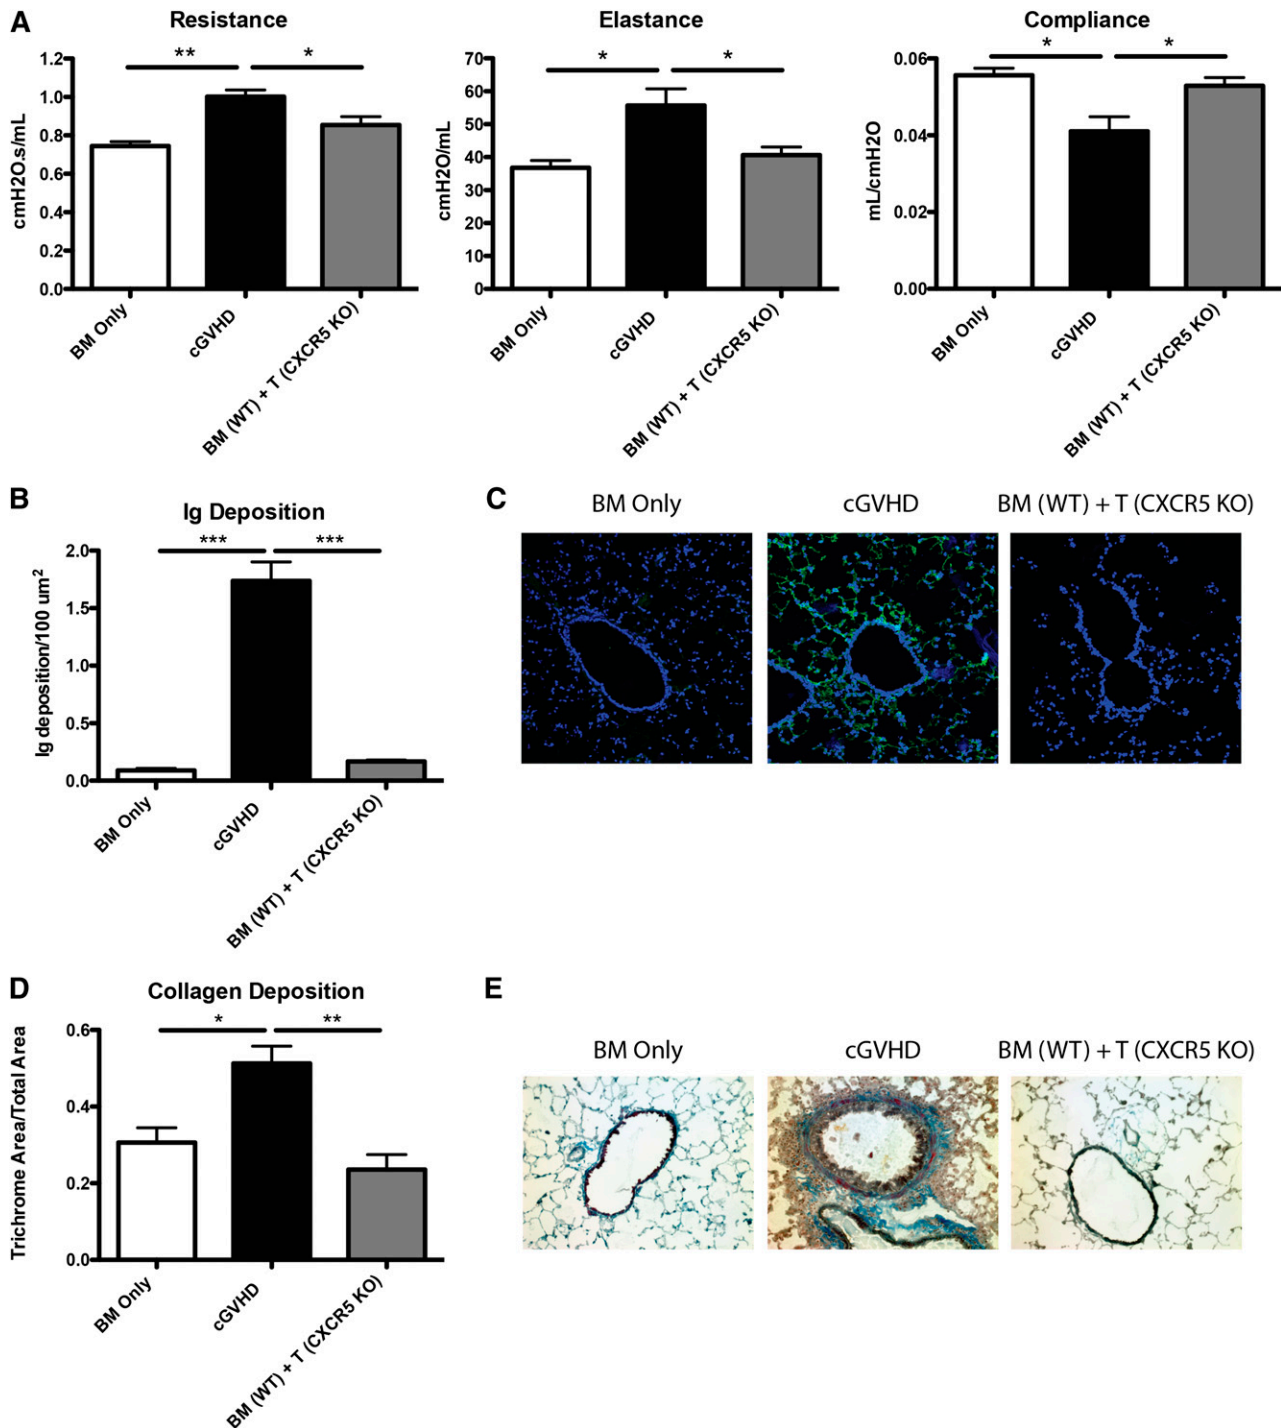 A
Resistance
cmH2O.s/mL
1.2
1.0
0.8
0.6
0.4
0.2
0.0
**
*
BM Only
cGVHD
BM (WT) + T (CXCR5 KO)
Elastance
cmH2O/mL
70
60
50
40
30
20
10
0
*
*
BM Only
cGVHD
BM (WT) + T (CXCR5 KO)
Compliance
mL/cmH2O
0.06
0.04
0.02
0.00
*
*
BM Only
cGVHD
BM (WT) + T (CXCR5 KO)
B
Ig Deposition
Ig deposition/100 um²
2.0
1.5
1.0
0.5
0.0
***
***
BM Only
cGVHD
BM (WT) + T (CXCR5 KO)
C
BM Only
cGVHD
BM (WT) + T (CXCR5 KO)
D
Collagen Deposition
Trichrome Area/Total Area
0.6
0.4
0.2
0.0
*
**
BM Only
cGVHD
BM (WT) + T (CXCR5 KO)
E
BM Only
cGVHD
BM (WT) + T (CXCR5 KO)